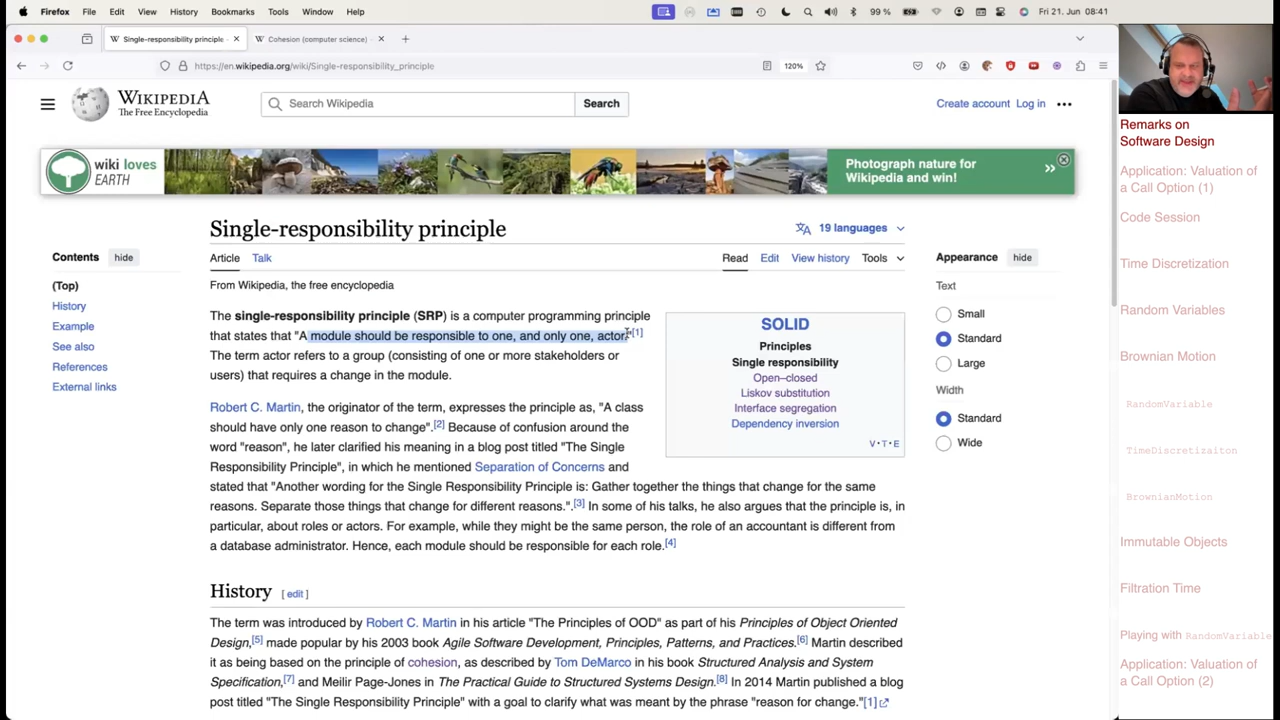 Firefox File Edit View History Bookmarks Tools Window Help 99 % Fri 21. Jun 08:41
Single-responsibility principle Cohesion (computer science)
https://en.wikipedia.org/wiki/Single-responsibility_principle 120%
WIKIPEDIA
The Free Encyclopedia
Search Wikipedia Search
Create account Log in
wiki loves
EARTH
Photograph nature for
Wikipedia and win!
Single-responsibility principle
19 languages
Contents hide
(Top)
History
Example
See also
References
External links
Article Talk
Read Edit View history Tools
From Wikipedia, the free encyclopedia
The single-responsibility principle (SRP) is a computer programming principle
that states that "A module should be responsible to one, and only one, actor."[1]
The term actor refers to a group (consisting of one or more stakeholders or
users) that requires a change in the module.
Robert C. Martin, the originator of the term, expresses the principle as, "A class
should have only one reason to change".[2] Because of confusion around the
word "reason", he later clarified his meaning in a blog post titled "The Single
Responsibility Principle", in which he mentioned Separation of Concerns and
stated that "Another wording for the Single Responsibility Principle is: Gather together the things that change for the same
reasons. Separate those things that change for different reasons.".[3] In some of his talks, he also argues that the principle is, in
particular, about roles or actors. For example, while they might be the same person, the role of an accountant is different from
a database administrator. Hence, each module should be responsible for each role.[4]
SOLID
Principles
Single responsibility
Open–closed
Liskov substitution
Interface segregation
Dependency inversion
V·T·E
History [ edit ]
The term was introduced by Robert C. Martin in his article "The Principles of OOD" as part of his Principles of Object Oriented
Design,[5] made popular by his 2003 book Agile Software Development, Principles, Patterns, and Practices.[6] Martin described
it as being based on the principle of cohesion, as described by Tom DeMarco in his book Structured Analysis and System
Specification,[7] and Meilir Page-Jones in The Practical Guide to Structured Systems Design.[8] In 2014 Martin published a blog
post titled "The Single Responsibility Principle" with a goal to clarify what was meant by the phrase "reason for change."[1]
Appearance hide
Text
Small
Standard
Large
Width
Standard
Wide
Remarks on
Software Design
Application: Valuation of
a Call Option (1)
Code Session
Time Discretization
Random Variables
Brownian Motion
RandomVariable
TimeDiscretizaiton
BrownianMotion
Immutable Objects
Filtration Time
Playing with RandomVariable
Application: Valuation of
a Call Option (2)